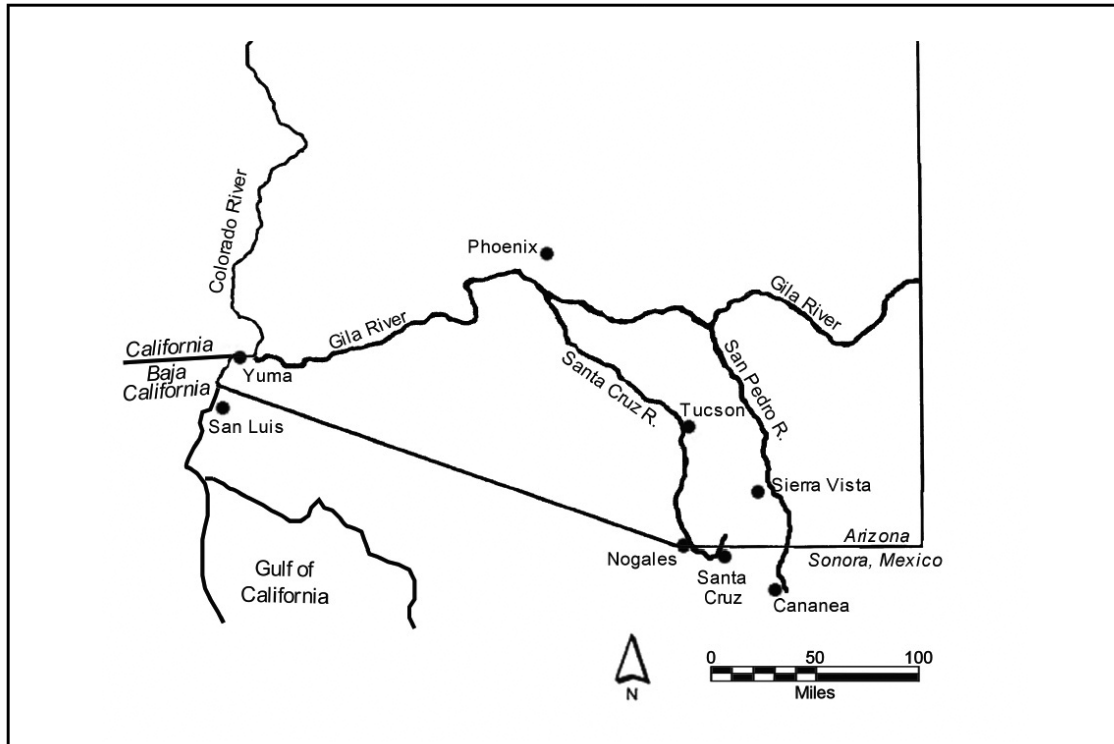 Colorado River
Phoenix
Gila River
Gila River
California
Baja
California
Yuma
San Luis
Santa Cruz R.
San Pedro R.
Tucson
Sierra Vista
Arizona
Sonora, Mexico
Nogales
Santa
Cruz
Cananea
Gulf of
California
N
0 50 100
Miles